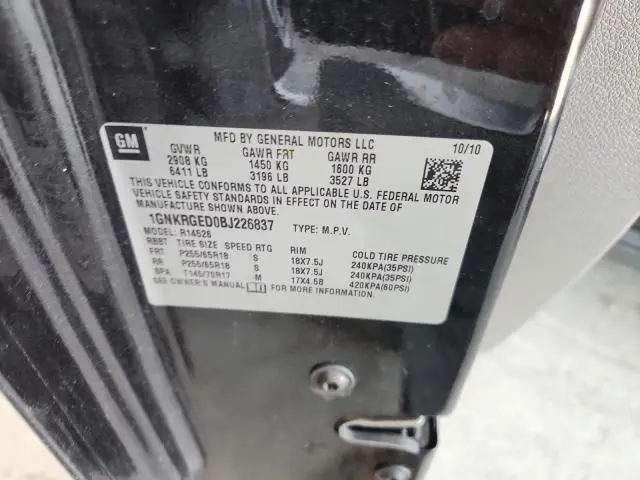 GM
MFD BY GENERAL MOTORS LLC 10/10
GVWR GAWR FRT GAWR RR
2908 KG 1450 KG 1600 KG
6411 LB 3196 LB 3527 LB
THIS VEHICLE CONFORMS TO ALL APPLICABLE U.S. FEDERAL MOTOR
VEHICLE SAFETY STANDARDS IN EFFECT ON THE DATE OF
MANUFACTURE SHOWN ABOVE.
1GNKRGED0BJ226837 TYPE: M.P.V.
MODEL: R14526
RBBT TIRE SIZE SPEED RTG RIM COLD TIRE PRESSURE
FRT P255/65R18 S 18X7.5J 240KPA(35PSI)
RR P255/65R18 S 18X7.5J 240KPA(35PSI)
SPA T145/70R17 M 17X4.5B 420KPA(60PSI)
SEE OWNER'S MANUAL FOR MORE INFORMATION.